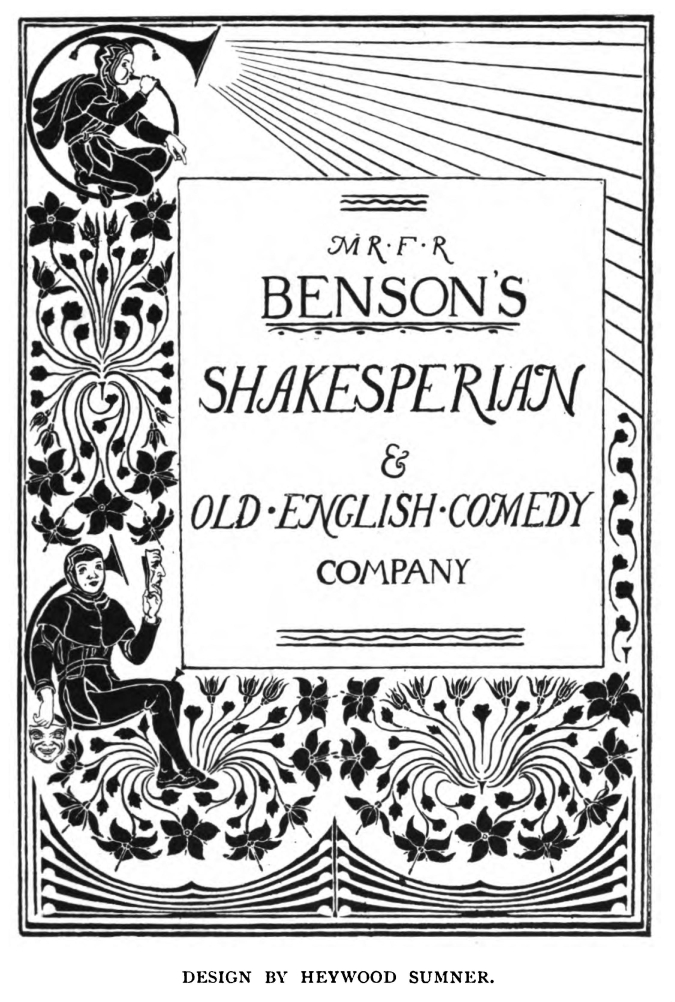 MR·F·R
BENSON'S
SHAKESPERIAN
&
OLD·ENGLISH·COMEDY
COMPANY
DESIGN BY HEYWOOD SUMNER.